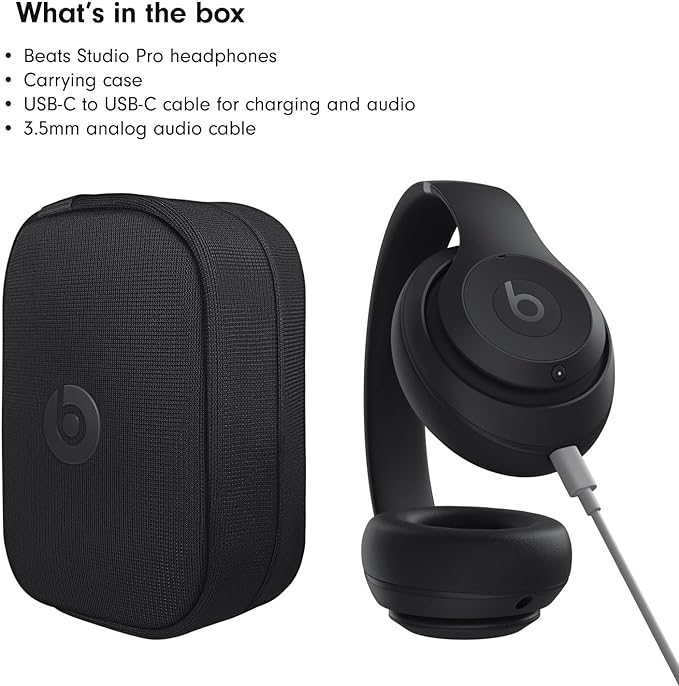 What's in the box
• Beats Studio Pro headphones
• Carrying case
• USB-C to USB-C cable for charging and audio
• 3.5mm analog audio cable